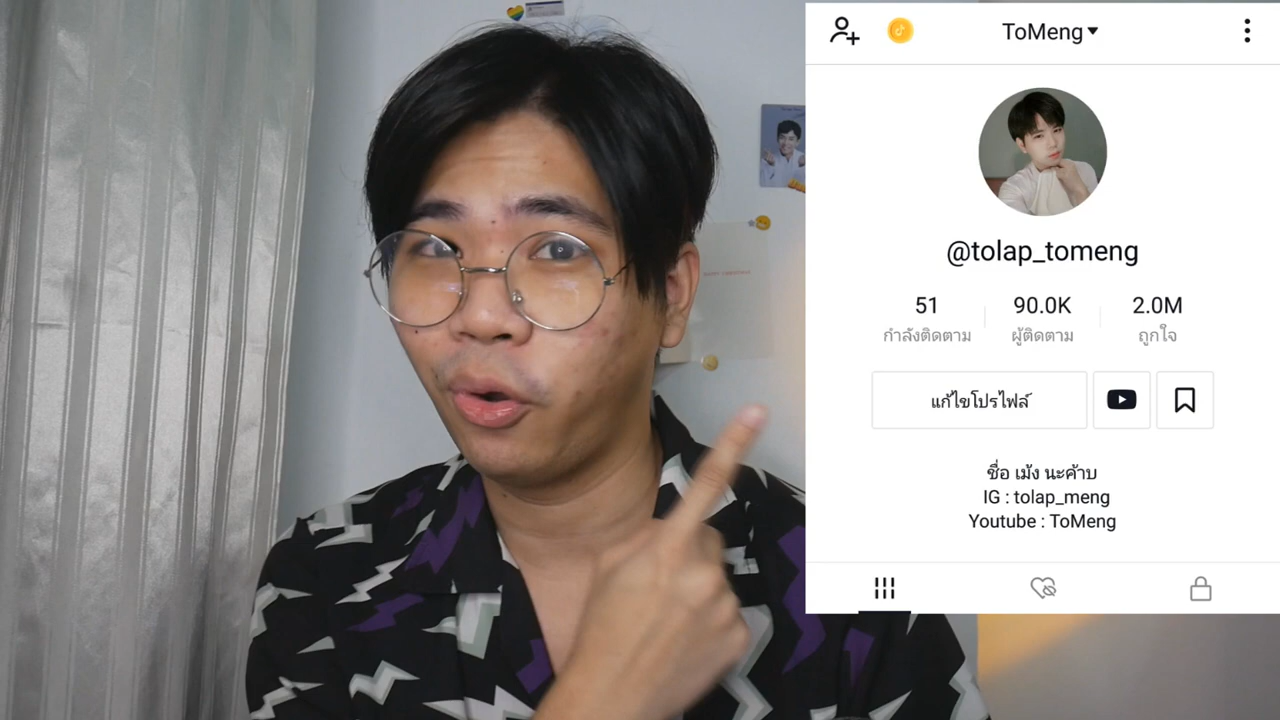 ToMeng
@tolap_tomeng
51
90.0K
2.0M
กำลังติดตาม
ผู้ติดตาม
ถูกใจ
แก้ไขโปรไฟล์
ชื่อ เม้ง นะค้าบ
IG : tolap_meng
Youtube : ToMeng